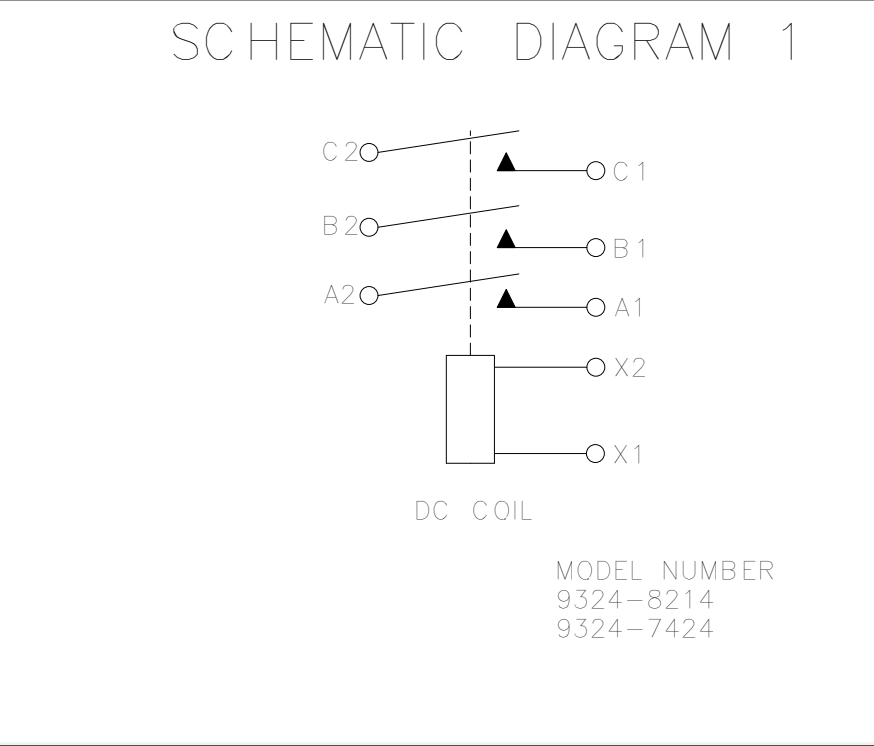 SCHEMATIC DIAGRAM 1
C2
C1
B2
B1
A2
A1
X2
X1
DC COIL
MODEL NUMBER
9324-8214
9324-7424